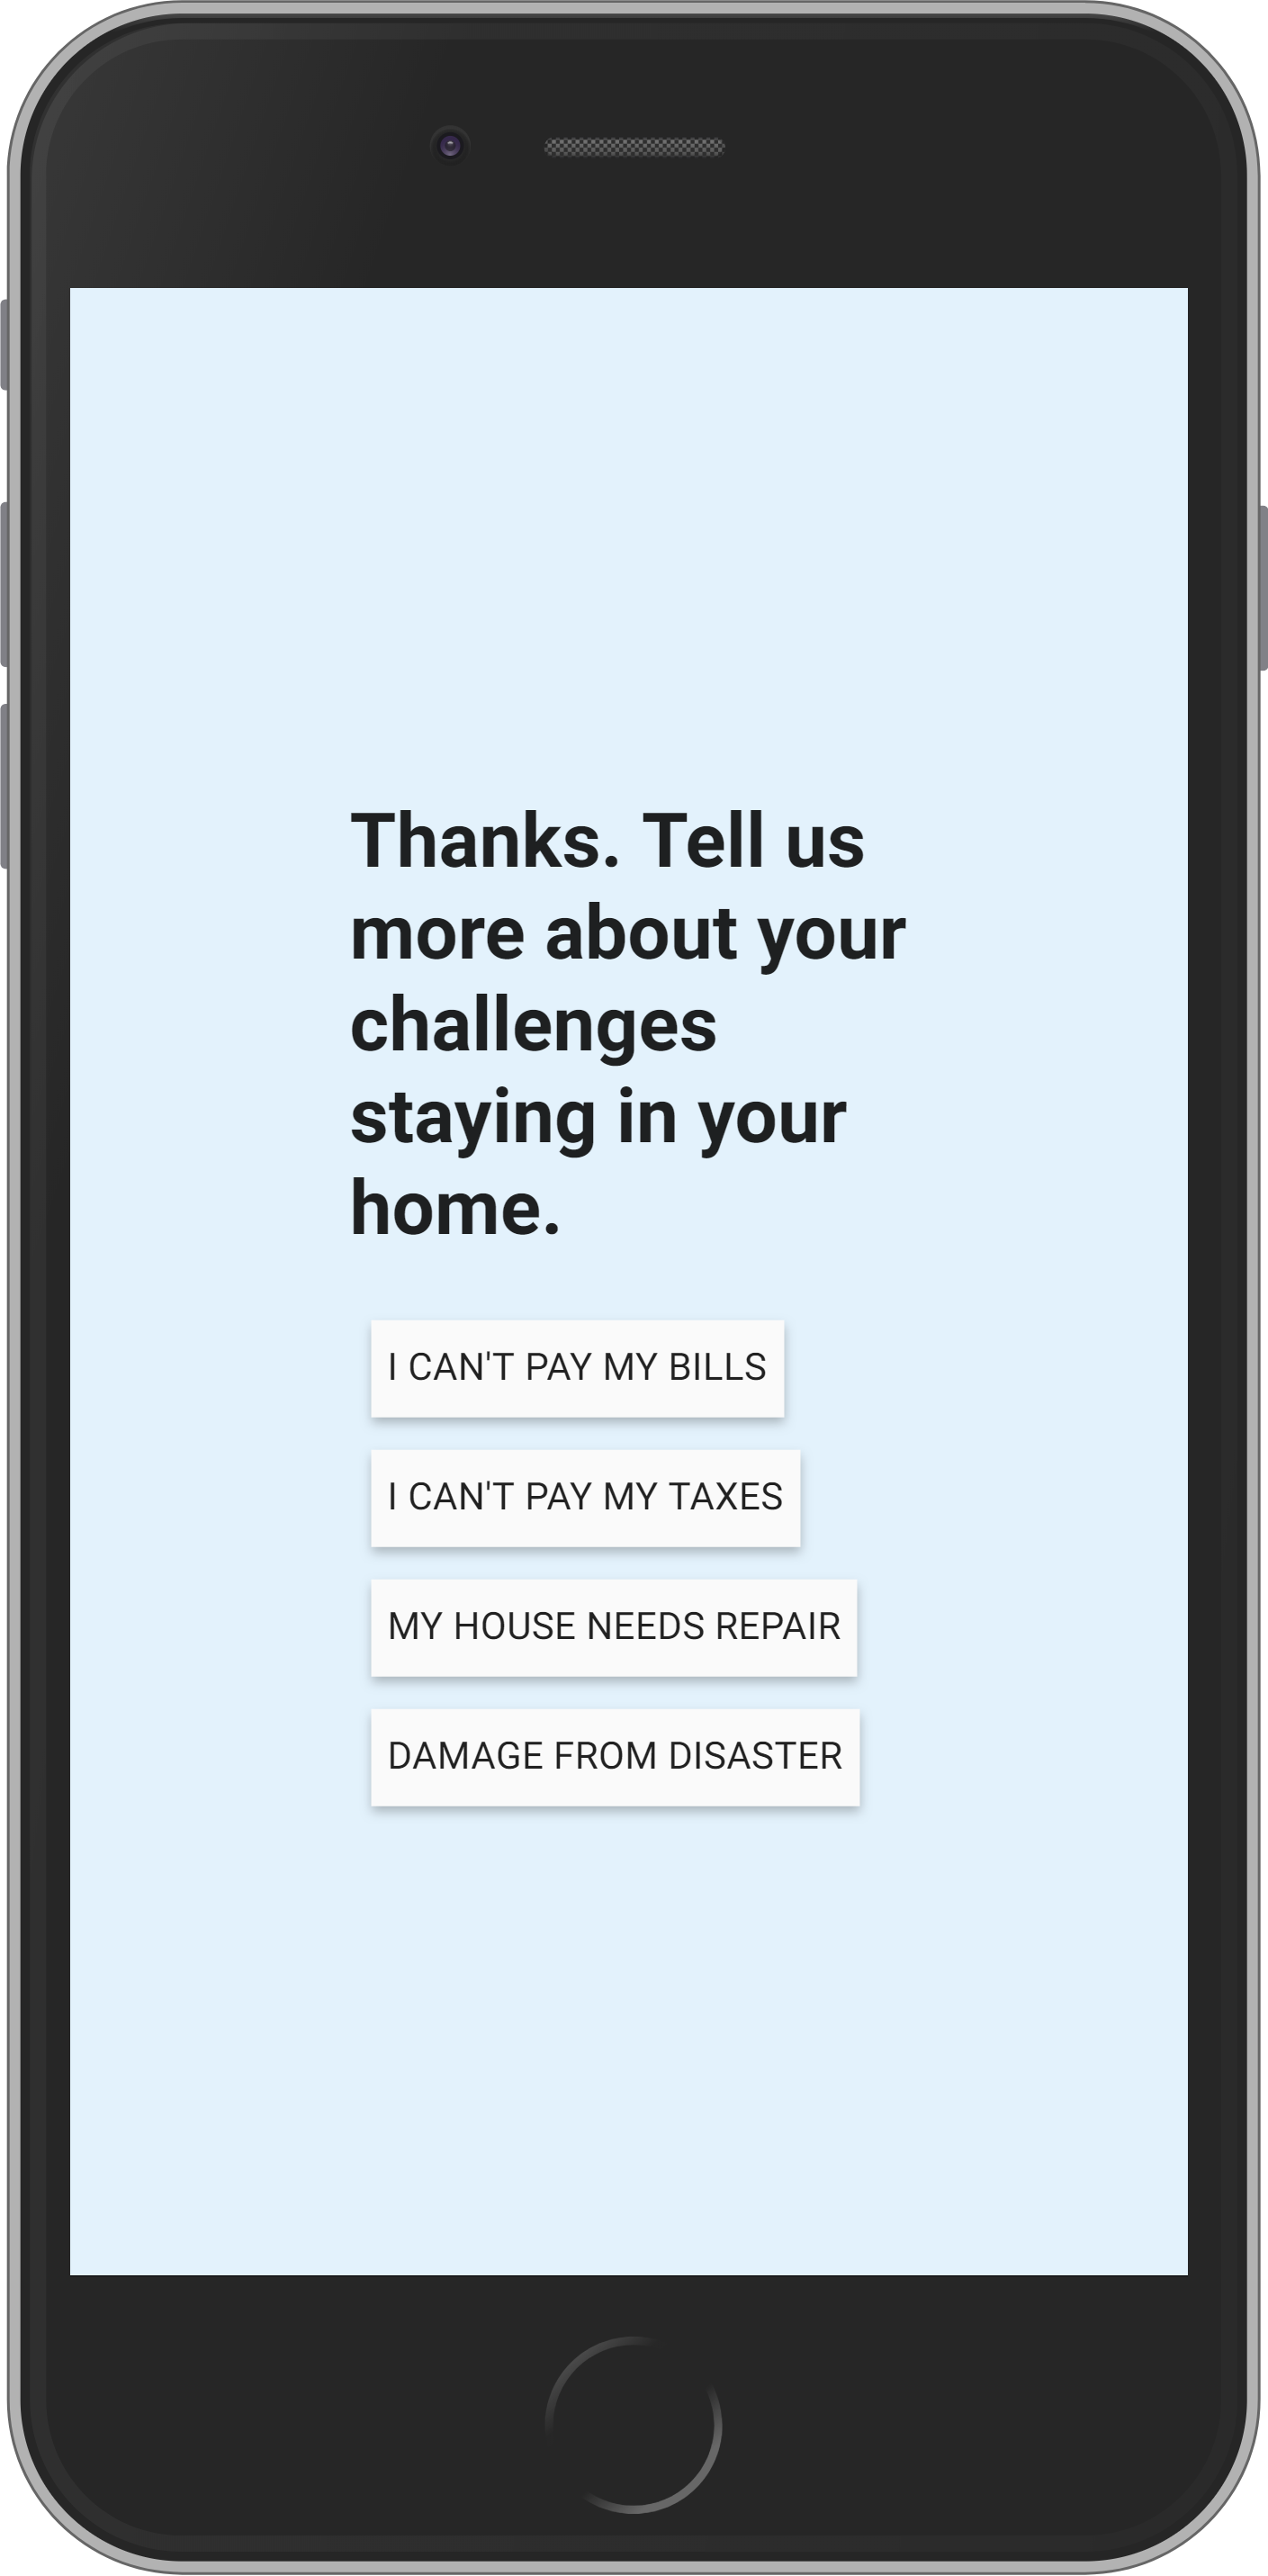 Thanks. Tell us
more about your
challenges
staying in your
home.
I CAN'T PAY MY BILLS
I CAN'T PAY MY TAXES
MY HOUSE NEEDS REPAIR
DAMAGE FROM DISASTER